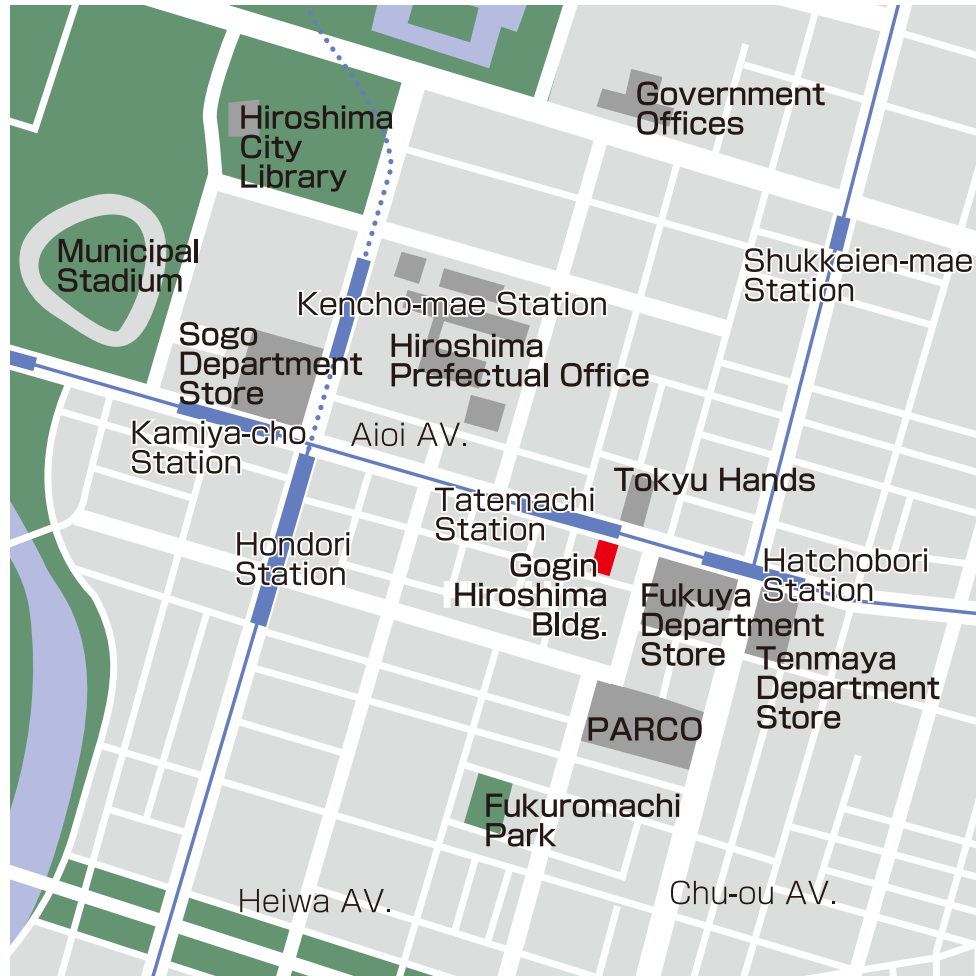 Government
Offices
Hiroshima
City
Library
Municipal
Stadium
Shukkeien-mae
Station
Kencho-mae Station
Sogo
Department
Store
Hiroshima
Prefectual Office
Kamiya-cho
Station
Aioi AV.
Tokyu Hands
Tatemachi
Station
Hondori
Station
Gogin
Hiroshima
Bldg.
Hatchobori
Station
Fukuya
Department
Store
Tenmaya
Department
Store
PARCO
Fukuromachi
Park
Heiwa AV.
Chu-ou AV.